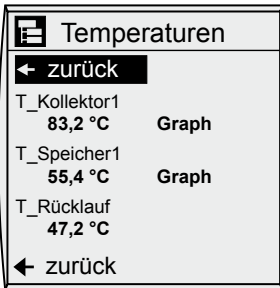 Temperaturen
zurück
T_Kollektor1
83,2 °C Graph
T_Speicher1
55,4 °C Graph
T_Rücklauf
47,2 °C
zurück